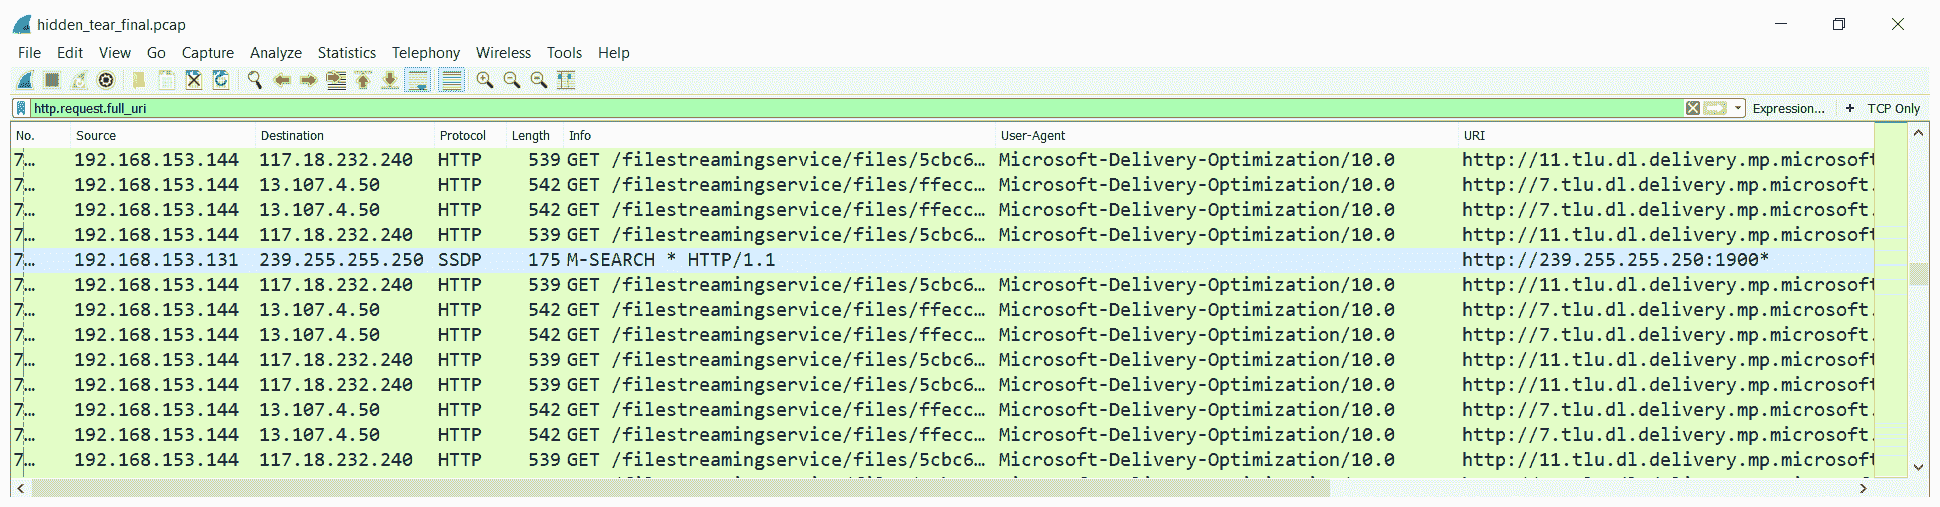 hidden_tear_final.pcap
File Edit View Go Capture Analyze Statistics Telephony Wireless Tools Help
http.request.full_uri Expression... + TCP Only
No. Source Destination Protocol Length Info User-Agent URI
7... 192.168.153.144 117.18.232.240 HTTP 539 GET /filestreamingservice/files/5cbc6... Microsoft-Delivery-Optimization/10.0 http://11.tlu.dl.delivery.mp.microsoft
7... 192.168.153.144 13.107.4.50 HTTP 542 GET /filestreamingservice/files/ffecc... Microsoft-Delivery-Optimization/10.0 http://7.tlu.dl.delivery.mp.microsoft.
7... 192.168.153.144 13.107.4.50 HTTP 542 GET /filestreamingservice/files/ffecc... Microsoft-Delivery-Optimization/10.0 http://7.tlu.dl.delivery.mp.microsoft.
7... 192.168.153.144 117.18.232.240 HTTP 539 GET /filestreamingservice/files/5cbc6... Microsoft-Delivery-Optimization/10.0 http://11.tlu.dl.delivery.mp.microsoft
7... 192.168.153.131 239.255.255.250 SSDP 175 M-SEARCH * HTTP/1.1 http://239.255.255.250:1900*
7... 192.168.153.144 117.18.232.240 HTTP 539 GET /filestreamingservice/files/5cbc6... Microsoft-Delivery-Optimization/10.0 http://11.tlu.dl.delivery.mp.microsoft
7... 192.168.153.144 13.107.4.50 HTTP 542 GET /filestreamingservice/files/ffecc... Microsoft-Delivery-Optimization/10.0 http://7.tlu.dl.delivery.mp.microsoft.
7... 192.168.153.144 13.107.4.50 HTTP 542 GET /filestreamingservice/files/ffecc... Microsoft-Delivery-Optimization/10.0 http://7.tlu.dl.delivery.mp.microsoft.
7... 192.168.153.144 117.18.232.240 HTTP 539 GET /filestreamingservice/files/5cbc6... Microsoft-Delivery-Optimization/10.0 http://11.tlu.dl.delivery.mp.microsoft
7... 192.168.153.144 117.18.232.240 HTTP 539 GET /filestreamingservice/files/5cbc6... Microsoft-Delivery-Optimization/10.0 http://11.tlu.dl.delivery.mp.microsoft
7... 192.168.153.144 13.107.4.50 HTTP 542 GET /filestreamingservice/files/ffecc... Microsoft-Delivery-Optimization/10.0 http://7.tlu.dl.delivery.mp.microsoft.
7... 192.168.153.144 13.107.4.50 HTTP 542 GET /filestreamingservice/files/ffecc... Microsoft-Delivery-Optimization/10.0 http://7.tlu.dl.delivery.mp.microsoft.
7... 192.168.153.144 117.18.232.240 HTTP 539 GET /filestreamingservice/files/5cbc6... Microsoft-Delivery-Optimization/10.0 http://11.tlu.dl.delivery.mp.microsoft